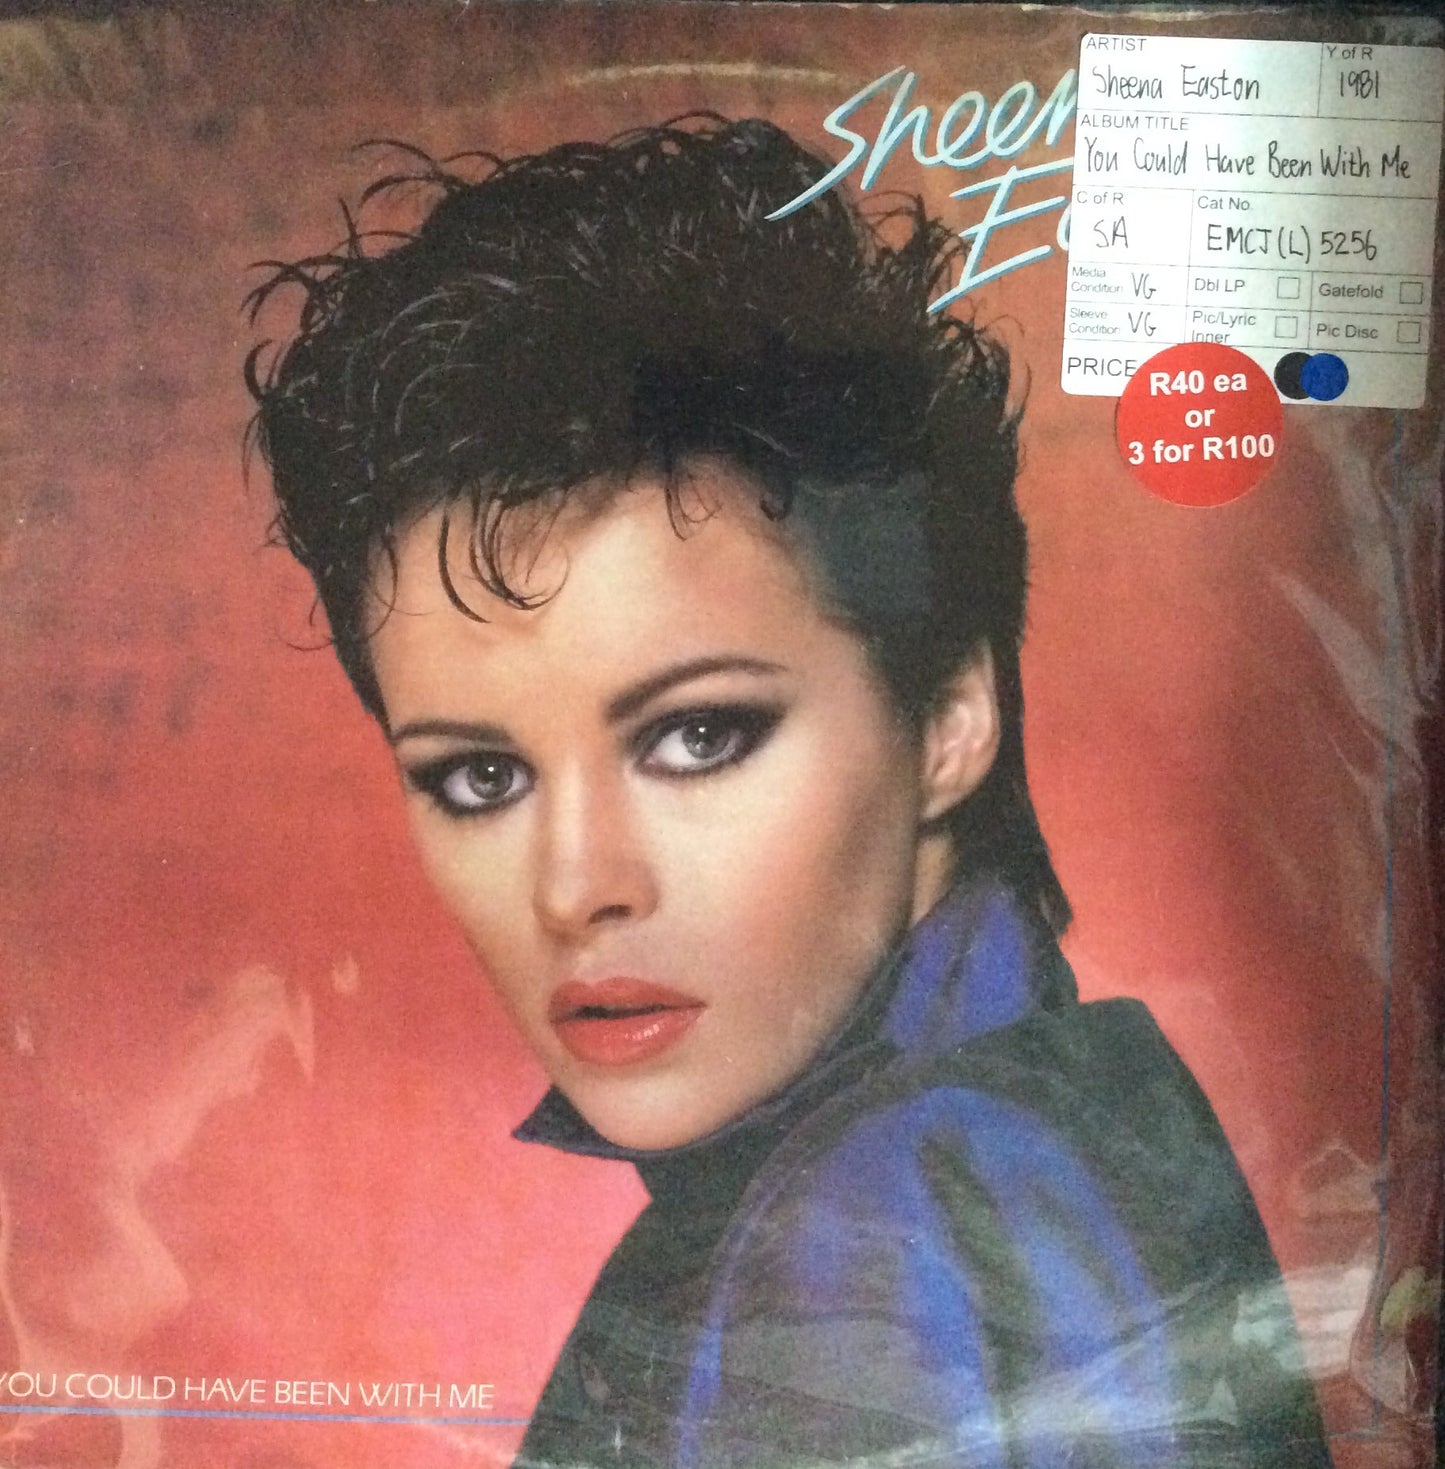 Sheen
Ea
ARTIST
Sheena Easton
Y of R
1981
ALBUM TITLE
You Could Have Been With Me
C of R
SA
Cat No.
EMCJ (L) 5256
Media
Condition VG
Dbl LP
Gatefold
Sleeve
Condition VG
Pic/Lyric
Inner
Pic Disc
PRICE
R40 ea
or
3 for R100
YOU COULD HAVE BEEN WITH ME